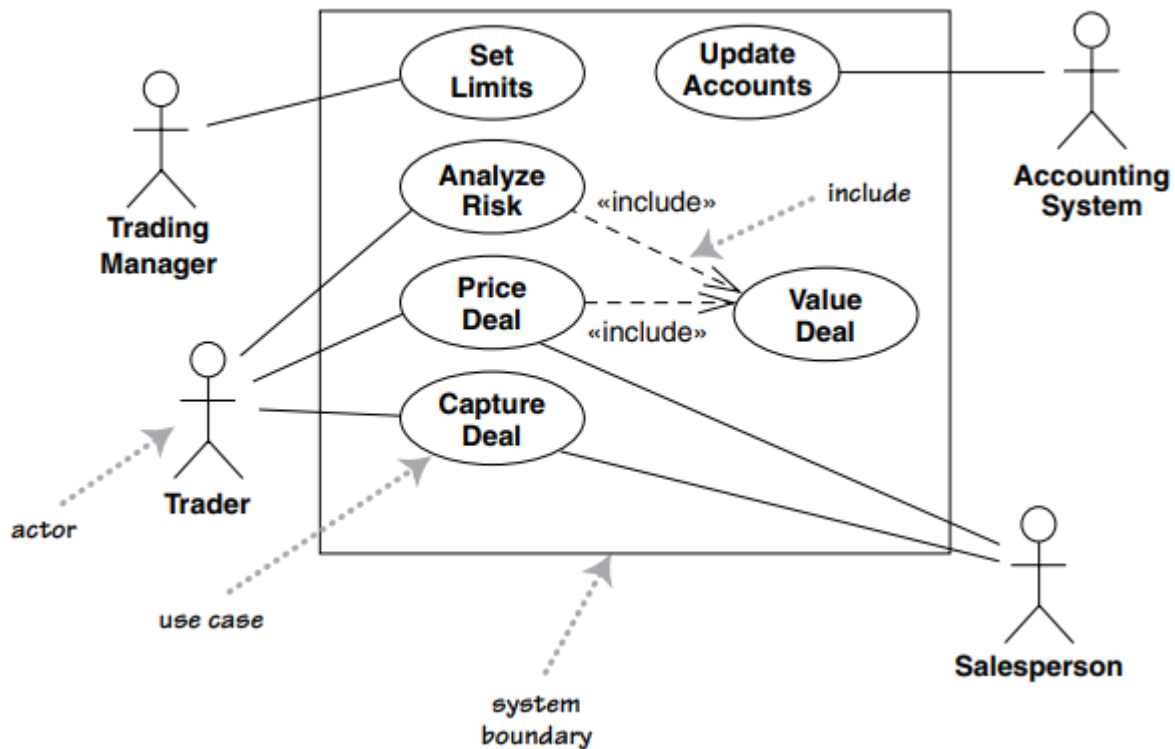 Set
Limits
Update
Accounts
Trading
Manager
Analyze
Risk
«include»
include
Accounting
System
Price
Deal
«include»
Value
Deal
Capture
Deal
Trader
actor
use case
system
boundary
Salesperson